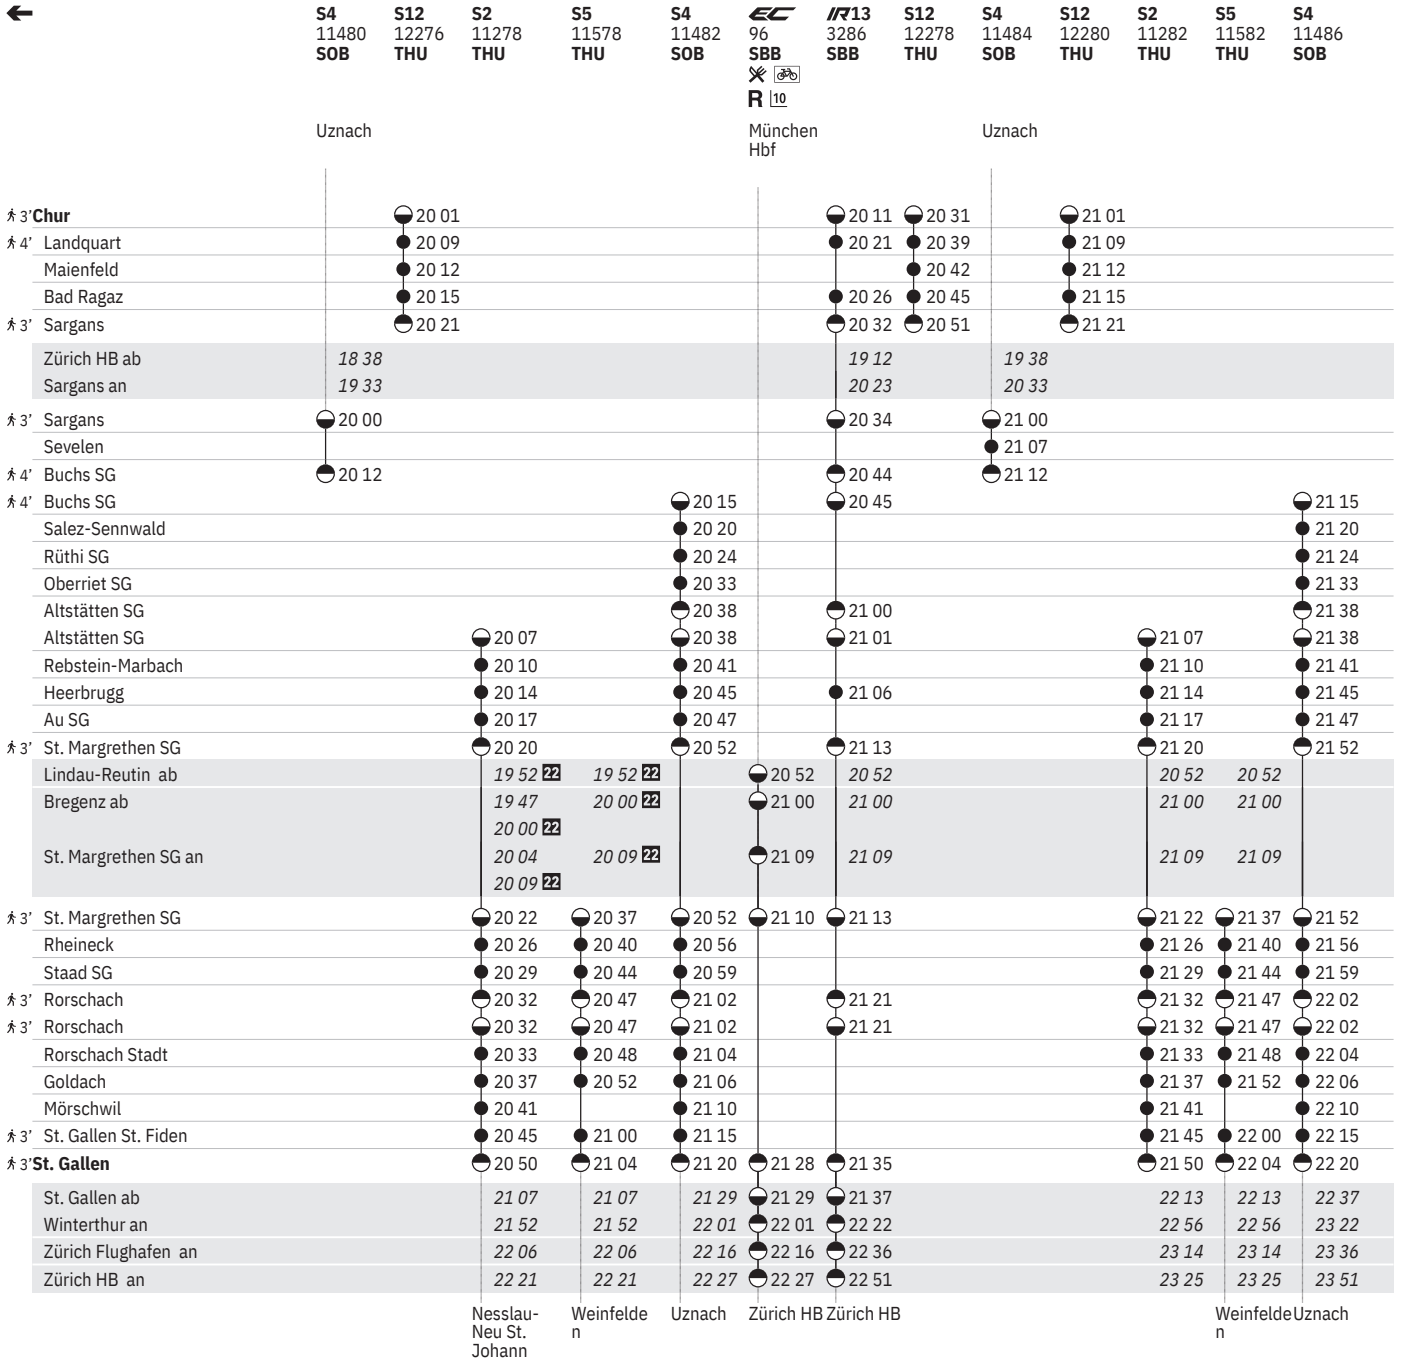 S4 S12 S2 S5 S4 EC IR13 S12 S4 S12 S2 S5 S4
11480 12276 11278 11578 11482 96 3286 12278 11484 12280 11282 11582 11486
SOB THU THU THU SOB SBB SBB THU SOB THU THU THU SOB
R 10
Uznach München Uznach
Hbf
3' Chur 20 01 20 11 20 31 21 01
4' Landquart 20 09 20 21 20 39 21 09
Maienfeld 20 12 20 42 21 12
Bad Ragaz 20 15 20 26 20 45 21 15
3' Sargans 20 21 20 32 20 51 21 21
Zürich HB ab 18 38 19 12 19 38
Sargans an 19 33 20 23 20 33
3' Sargans 20 00 20 34 21 00
Sevelen 21 07
4' Buchs SG 20 12 20 44 21 12
4' Buchs SG 20 15 20 45 21 15
Salez-Sennwald 20 20 21 20
Rüthi SG 20 24 21 24
Oberriet SG 20 33 21 33
Altstätten SG 20 38 21 00 21 38
Altstätten SG 20 07 20 38 21 01 21 07 21 38
Rebstein-Marbach 20 10 20 41 21 10 21 41
Heerbrugg 20 14 20 45 21 06 21 14 21 45
Au SG 20 17 20 47 21 17 21 47
3' St. Margrethen SG 20 20 20 52 21 13 21 20 21 52
Lindau-Reutin ab 19 52 22 19 52 22 20 52 20 52 20 52 20 52
Bregenz ab 19 47 20 00 22 21 00 21 00 21 00 21 00
20 00 22
St. Margrethen SG an 20 04 20 09 22 21 09 21 09 21 09 21 09
20 09 22
3' St. Margrethen SG 20 22 20 37 20 52 21 10 21 13 21 22 21 37 21 52
Rheineck 20 26 20 40 20 56 21 26 21 40 21 56
Staad SG 20 29 20 44 20 59 21 29 21 44 21 59
3' Rorschach 20 32 20 47 21 02 21 21 21 32 21 47 22 02
3' Rorschach 20 32 20 47 21 02 21 21 21 32 21 47 22 02
Rorschach Stadt 20 33 20 48 21 04 21 33 21 48 22 04
Goldach 20 37 20 52 21 06 21 37 21 52 22 06
Mörschwil 20 41 21 10 21 41 22 10
3' St. Gallen St. Fiden 20 45 21 00 21 15 21 45 22 00 22 15
3' St. Gallen 20 50 21 04 21 20 21 28 21 35 21 50 22 04 22 20
St. Gallen ab 21 07 21 07 21 29 21 29 21 37 22 13 22 13 22 37
Winterthur an 21 52 21 52 22 01 22 01 22 22 22 56 22 56 23 22
Zürich Flughafen an 22 06 22 06 22 16 22 16 22 36 23 14 23 14 23 36
Zürich HB an 22 21 22 21 22 27 22 27 22 51 23 25 23 25 23 51
Nesslau- Weinfelde Uznach Zürich HB Zürich HB Weinfelde Uznach
Neu St. n n
Johann